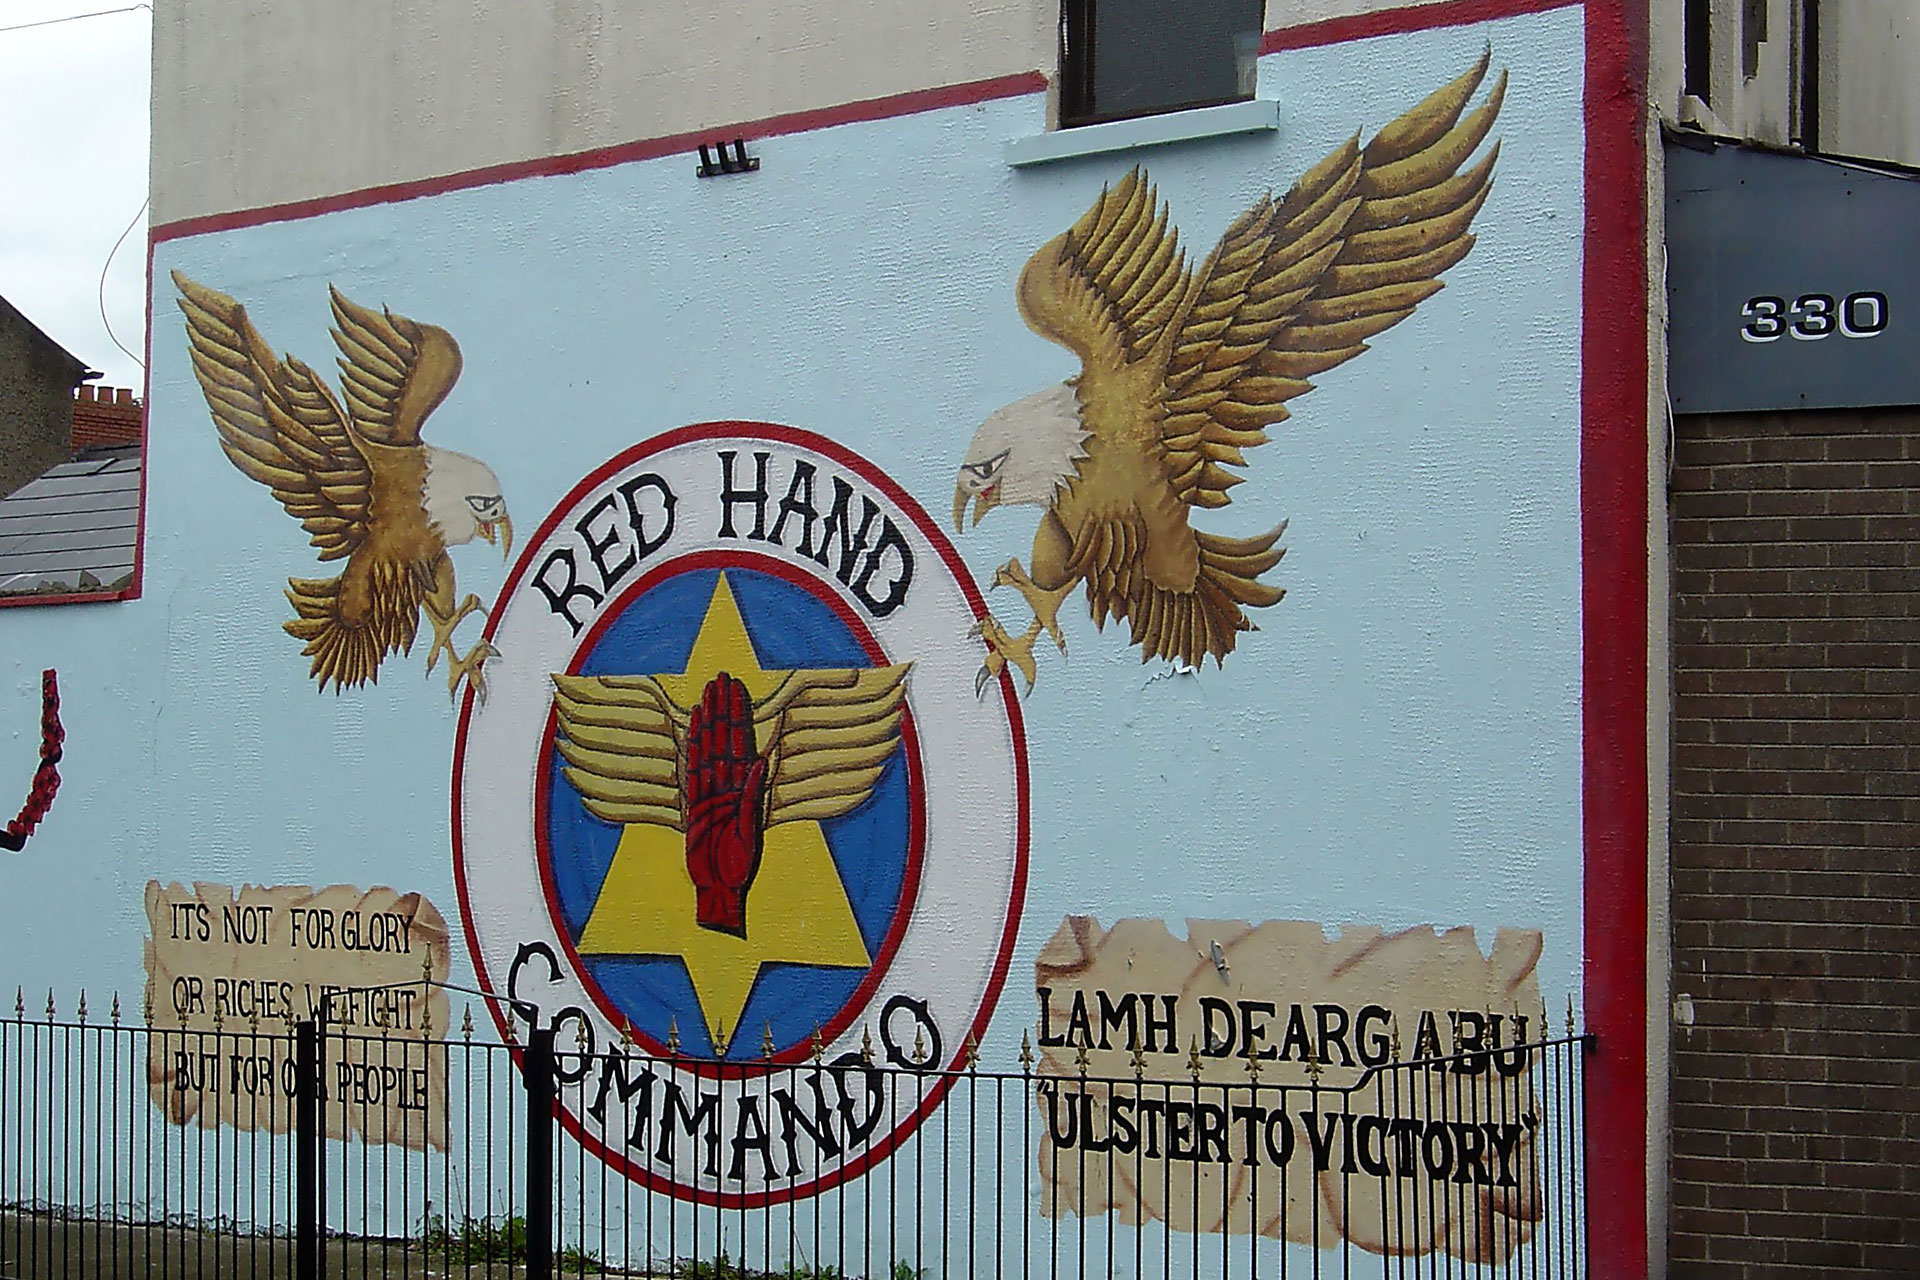 330
RED HAND
COMMANDO
ITS NOT FOR GLORY
OR RICHES, WE FIGHT
BUT FOR OUR PEOPLE
LAMH DEARG ABU
"ULSTER TO VICTORY"